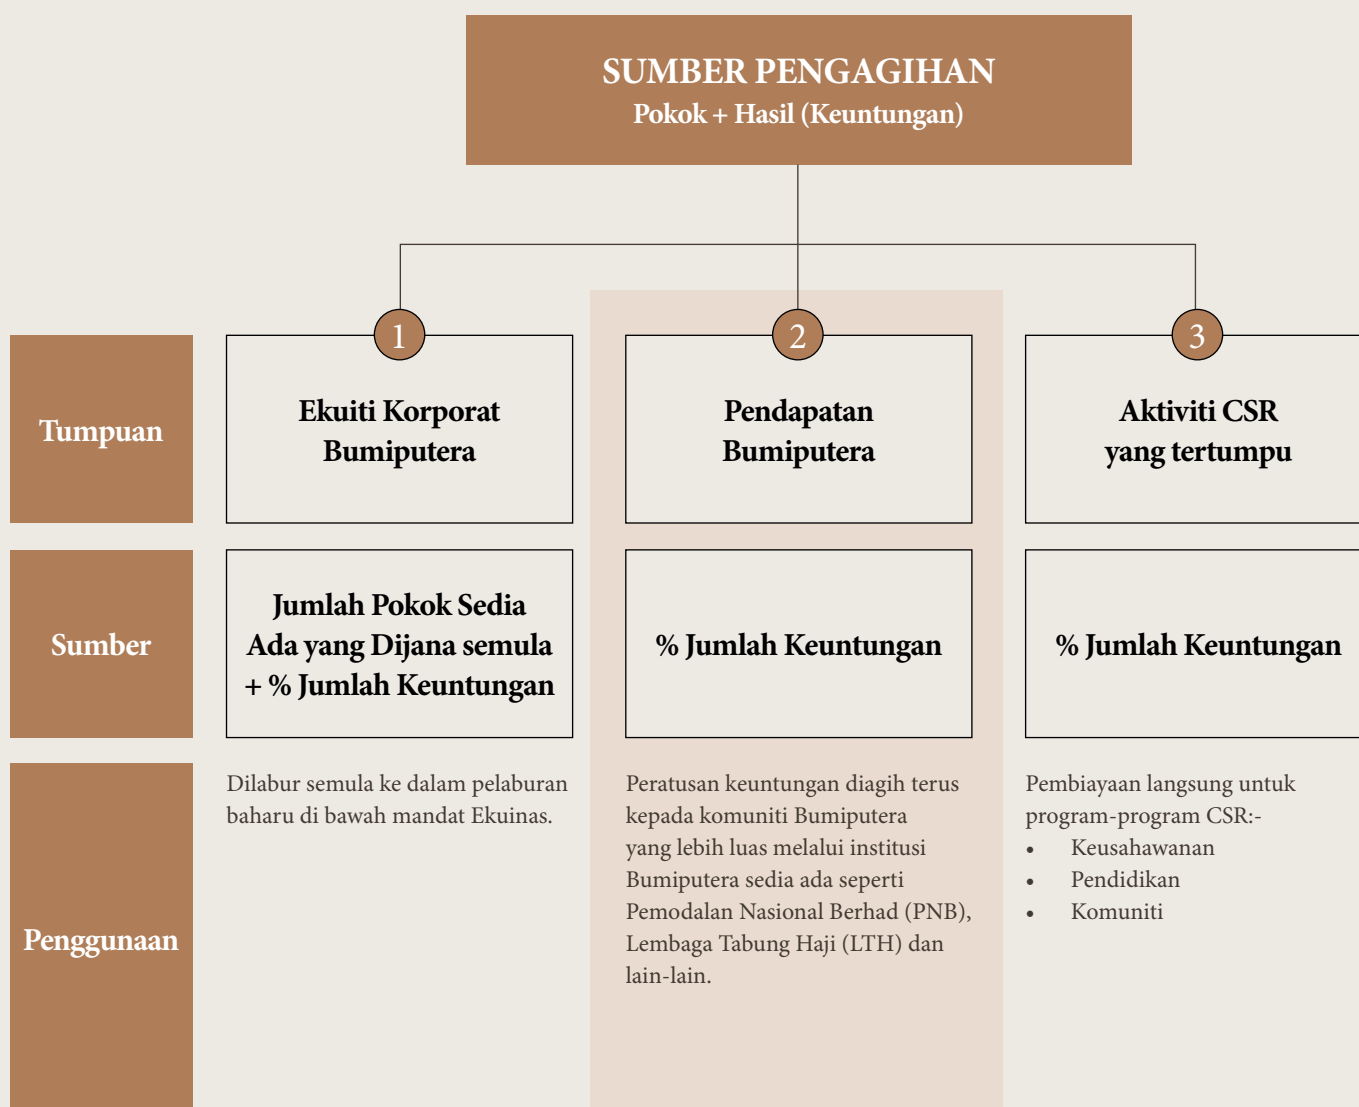 SUMBER PENGAGIHAN
Pokok + Hasil (Keuntungan)
1
2
3
Tumpuan
Ekuiti Korporat
Bumiputera
Pendapatan
Bumiputera
Aktiviti CSR
yang tertumpu
Sumber
Jumlah Pokok Sedia
Ada yang Dijana semula
+ % Jumlah Keuntungan
% Jumlah Keuntungan
% Jumlah Keuntungan
Penggunaan
Dilabur semula ke dalam pelaburan
baharu di bawah mandat Ekuinas.
Peratusan keuntungan diagih terus
kepada komuniti Bumiputera
yang lebih luas melalui institusi
Bumiputera sedia ada seperti
Pemodalan Nasional Berhad (PNB),
Lembaga Tabung Haji (LTH) dan
lain-lain.
Pembiayaan langsung untuk
program-program CSR:-
• Keusahawanan
• Pendidikan
• Komuniti